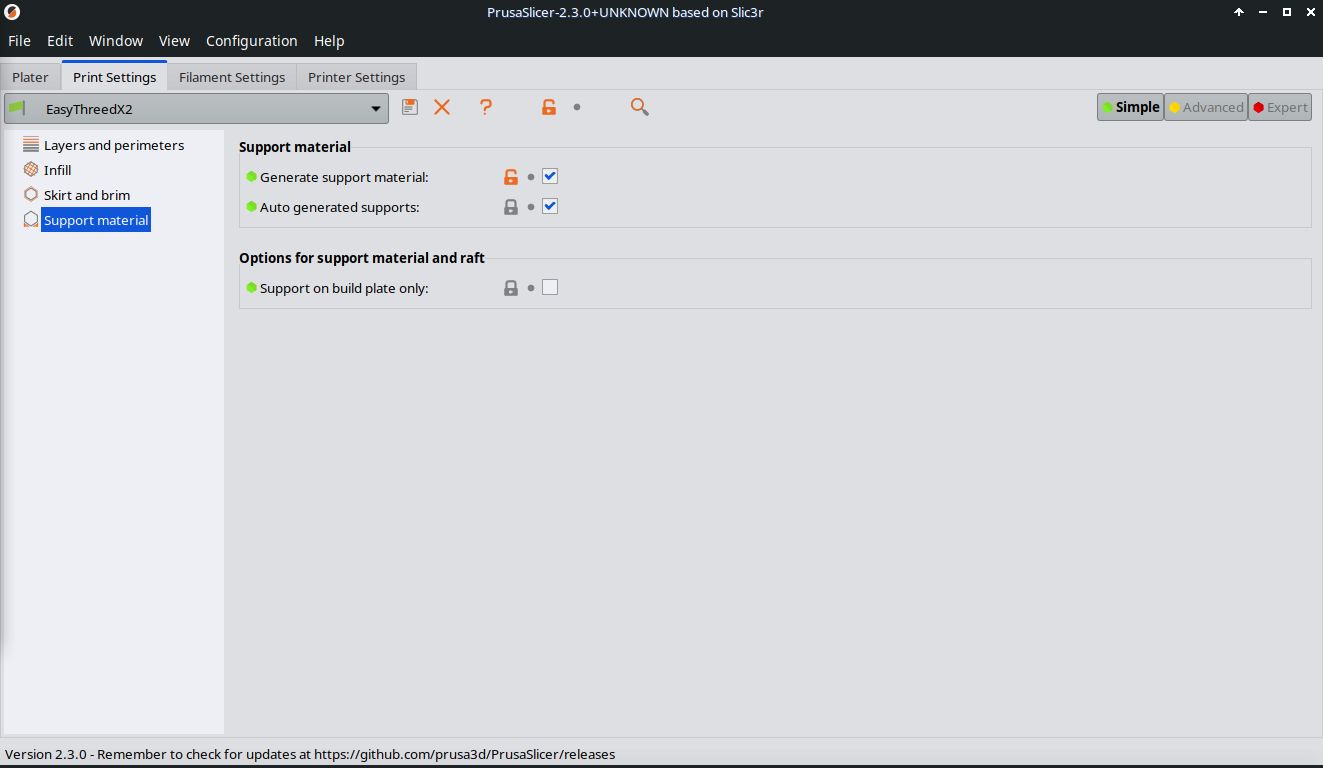 PrusaSlicer-2.3.0+UNKNOWN based on Slic3r
File Edit Window View Configuration Help
Plater Print Settings Filament Settings Printer Settings
EasyThreedX2 Simple Advanced Expert
Layers and perimeters
Infill
Skirt and brim
Support material
Support material
Generate support material:
Auto generated supports:
Options for support material and raft
Support on build plate only:
Version 2.3.0 - Remember to check for updates at https://github.com/prusa3d/PrusaSlicer/releases